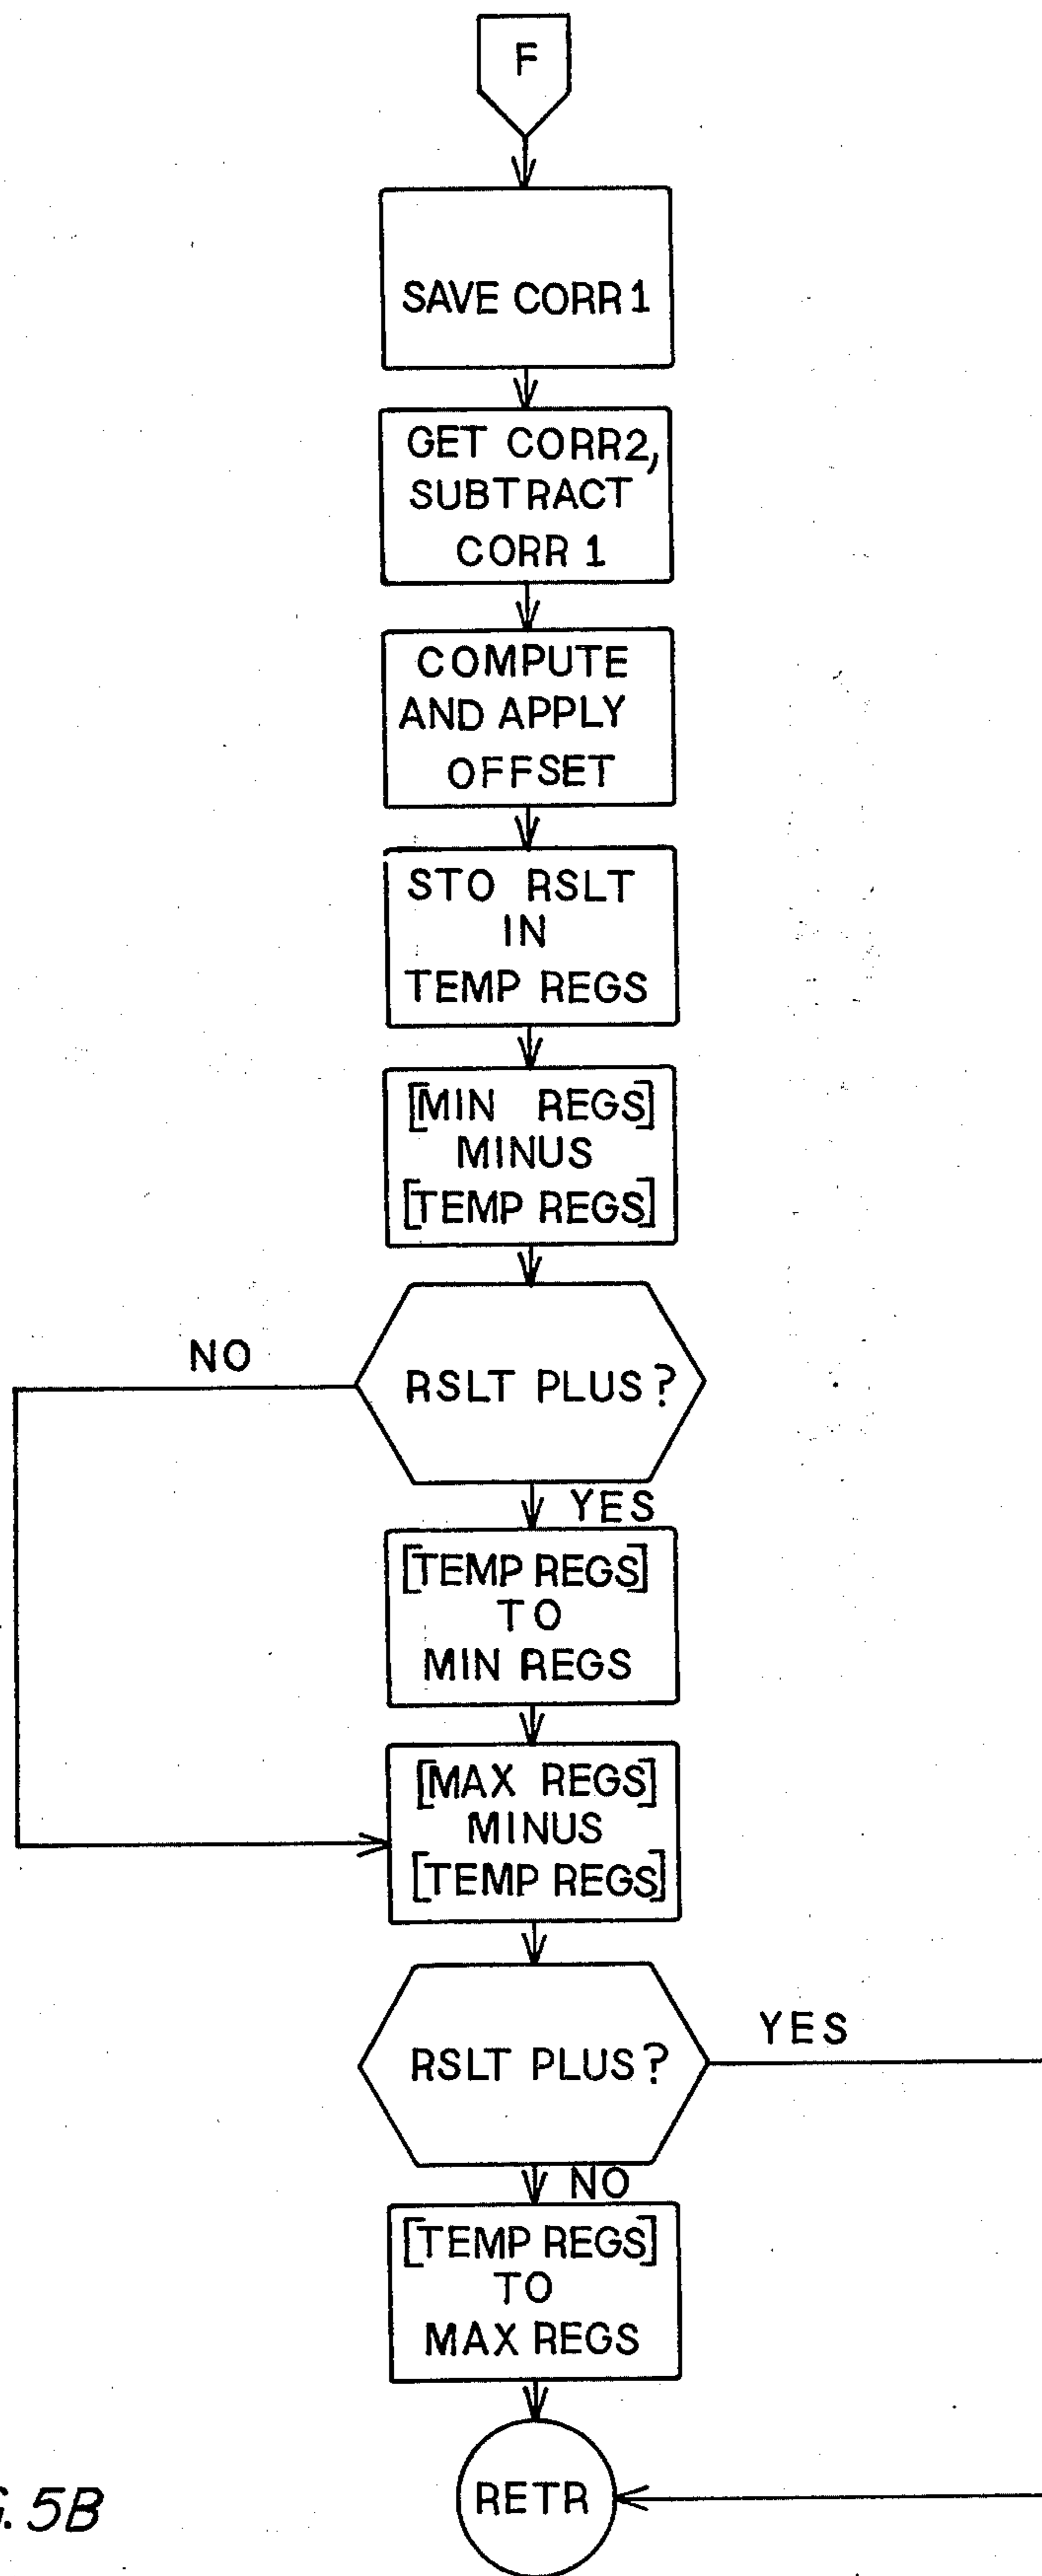 F
SAVE CORR 1
GET CORR2,
SUBTRACT
CORR 1
COMPUTE
AND APPLY
OFFSET
STO RSLT
IN
TEMP REGS
[MIN REGS]
MINUS
[TEMP REGS]
RSLT PLUS?
NO
YES
[TEMP REGS]
TO
MIN REGS
[MAX REGS]
MINUS
[TEMP REGS]
RSLT PLUS?
YES
NO
[TEMP REGS]
TO
MAX REGS
RETR
G. 5B